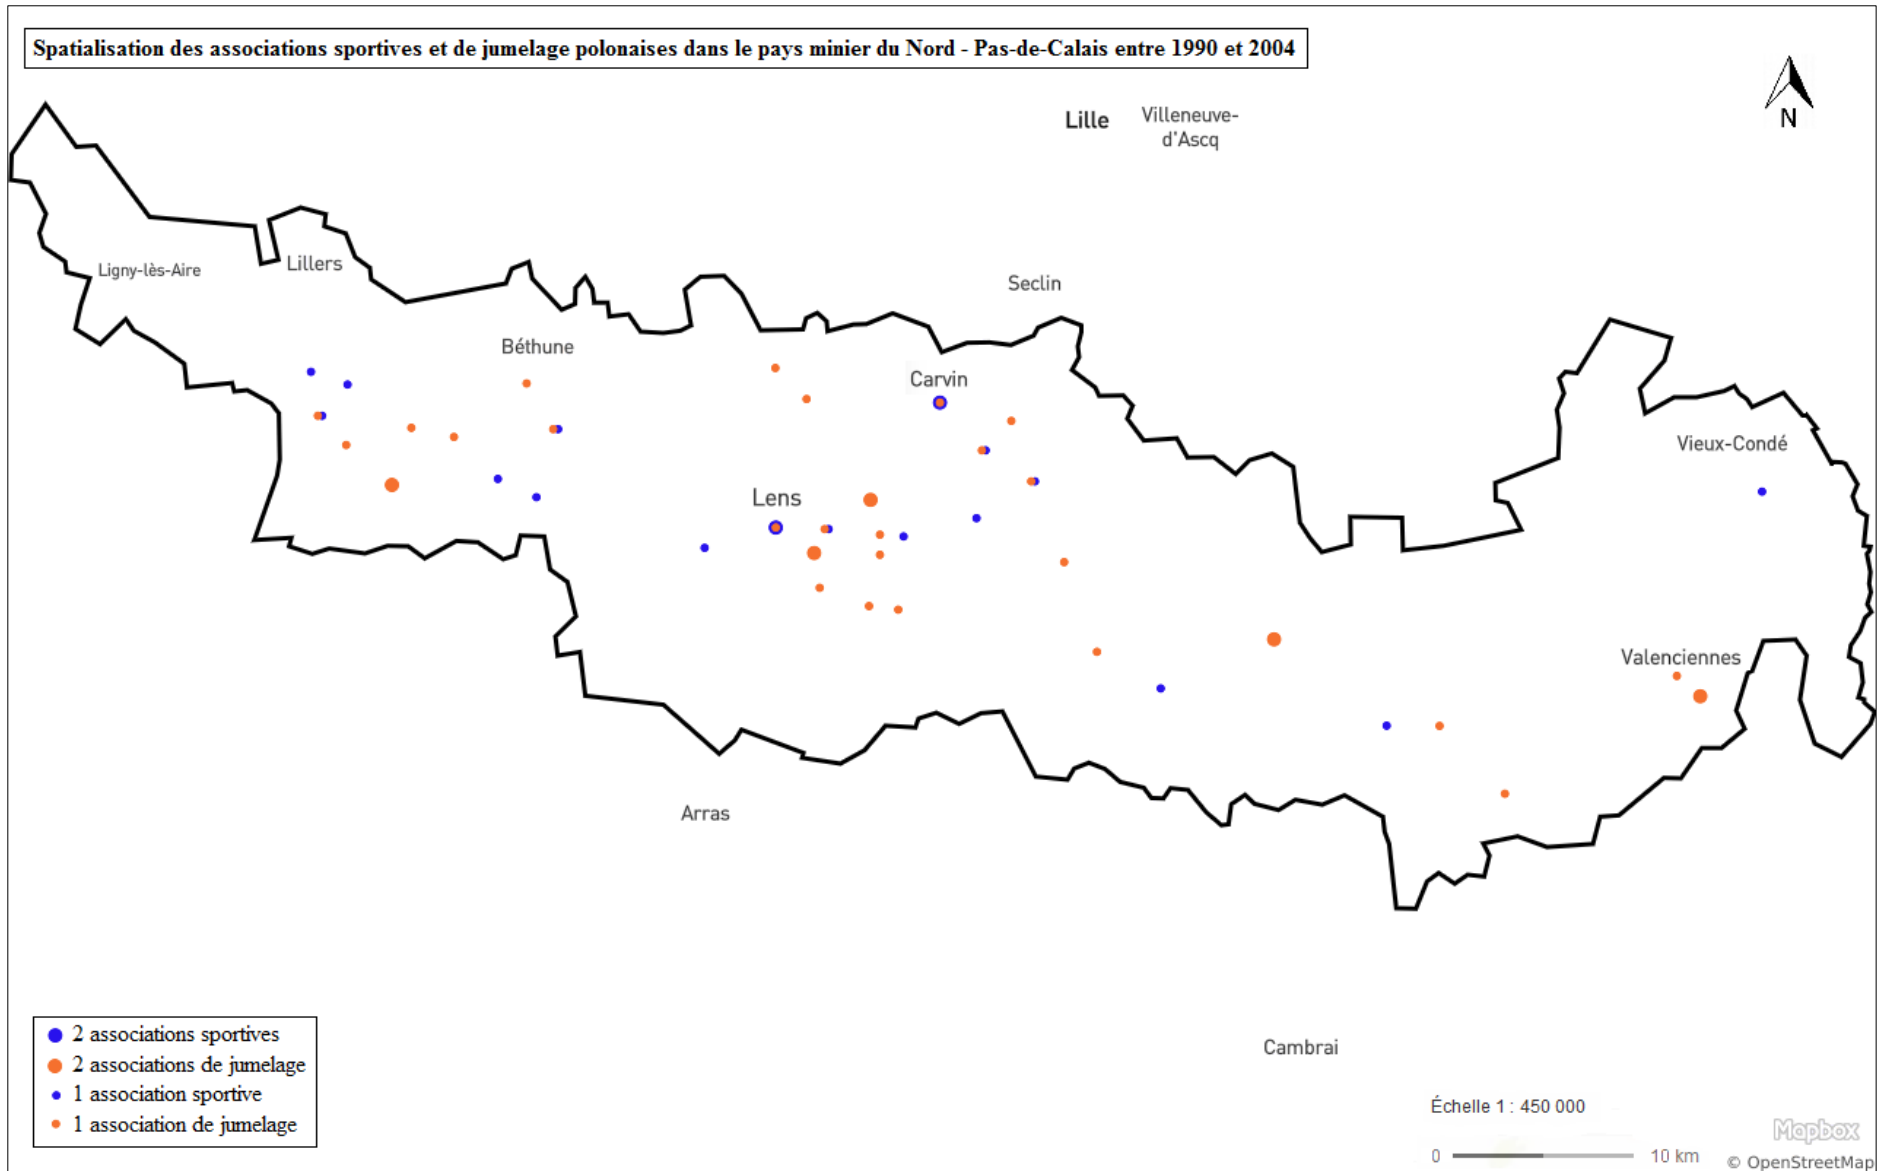 Spatialisation des associations sportives et de jumelage polonaises dans le pays minier du Nord - Pas-de-Calais entre 1990 et 2004
Lille
Villeneuve-
d'Ascq
N
Ligny-lès-Aire
Lillers
Seclin
Béthune
Carvin
Vieux-Condé
Lens
Valenciennes
Arras
Cambrai
2 associations sportives
2 associations de jumelage
1 association sportive
1 association de jumelage
Échelle 1 : 450 000
0 10 km
Mapbox
© OpenStreetMap